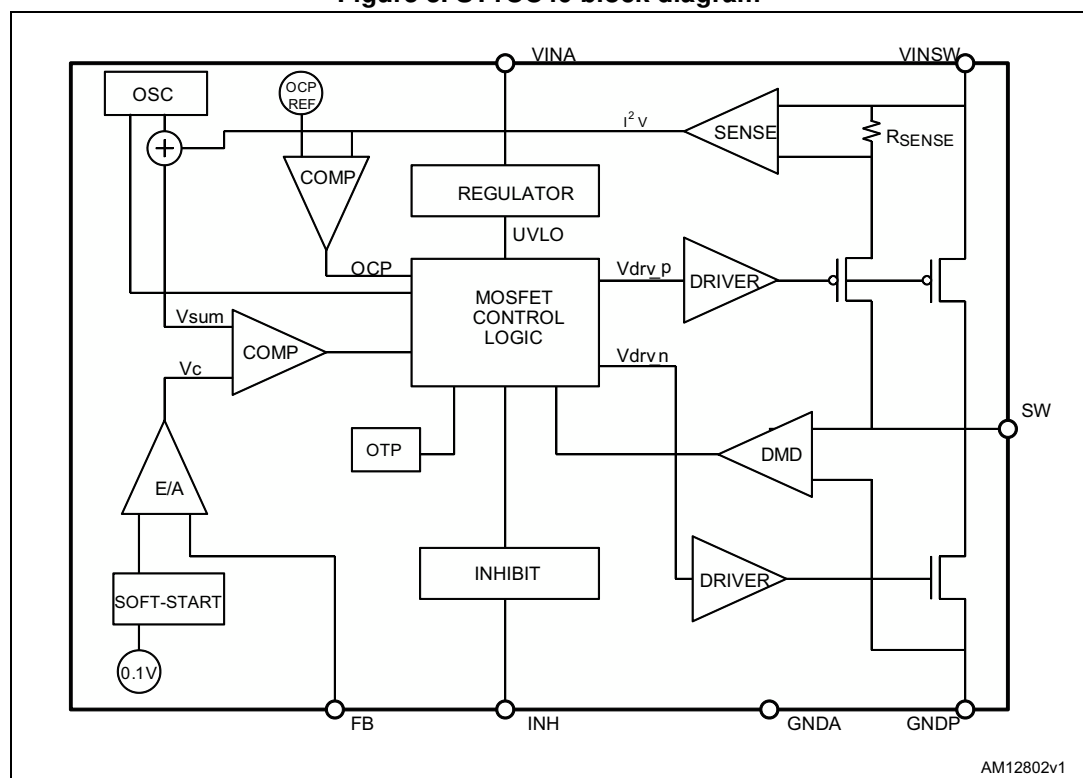 VINA
VINSW
OSC
OCP
REF
I² V
SENSE
RSENSE
COMP
REGULATOR
UVLO
OCP
Vdrv_p
DRIVER
MOSFET
CONTROL
LOGIC
Vsum
COMP
Vc
Vdrv_n
SW
OTP
DMD
E/A
INHIBIT
DRIVER
SOFT-START
0.1V
FB
INH
GNDA
GNDP
AM12802v1